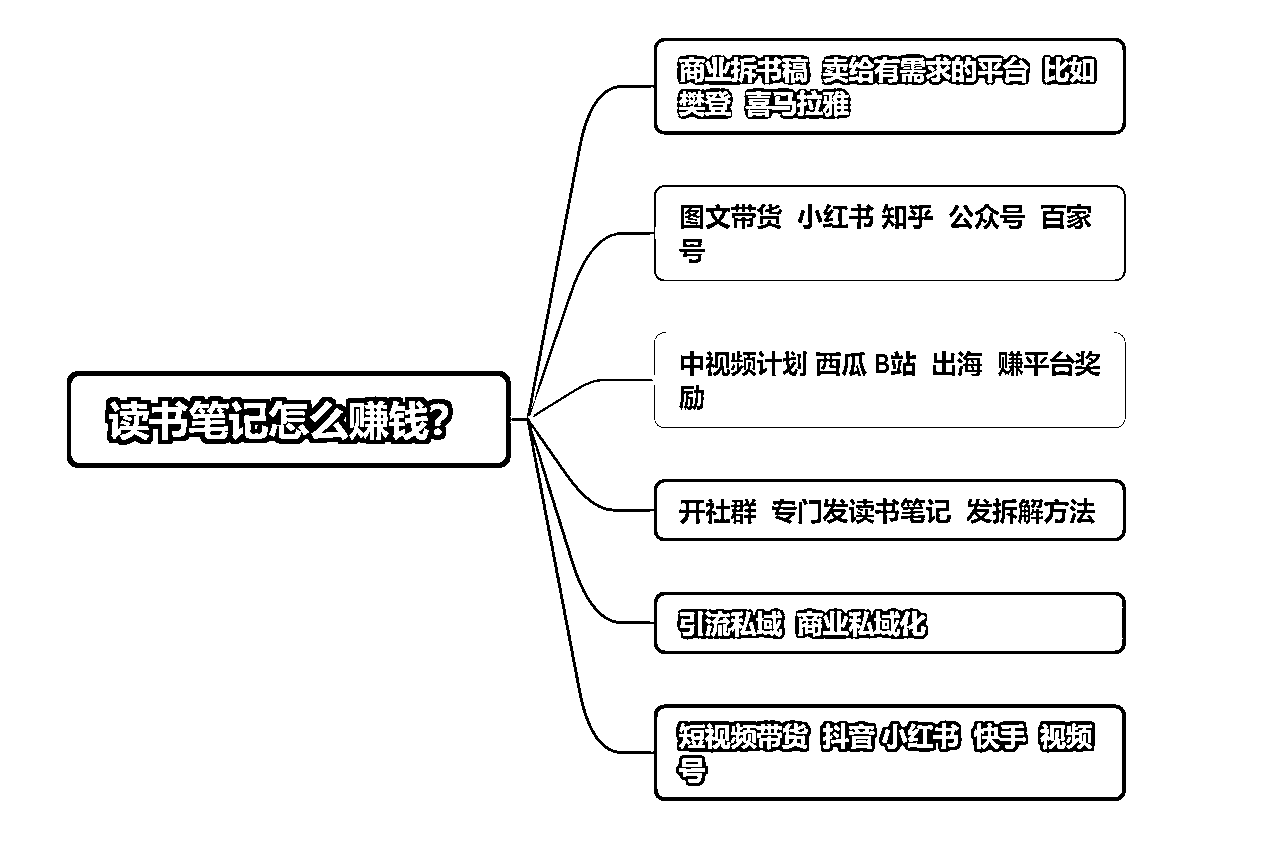 商业拆书稿 卖给有需求的平台 比如
樊登 喜马拉雅
图文带货 小红书 知乎 公众号 百家
号
中视频计划 西瓜 B站 出海 赚平台奖
励
读书笔记怎么赚钱?
开社群 专门发读书笔记 发拆解方法
引流私域 商业私域化
短视频带货 抖音 小红书 快手 视频
号